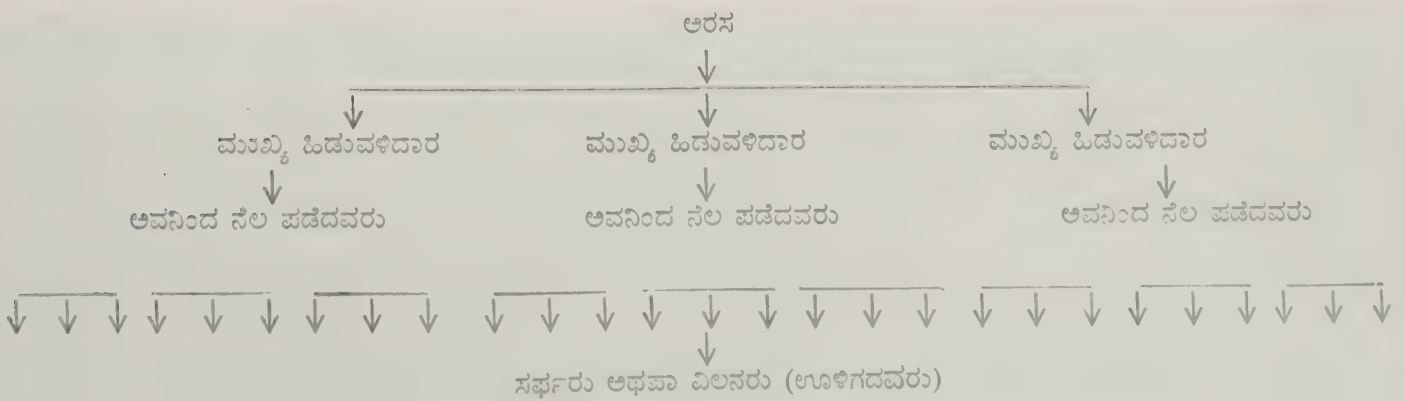 ಅರಸ
ಮುಖ್ಯ ಹಿಡುವಳಿದಾರ ಮುಖ್ಯ ಹಿಡುವಳಿದಾರ ಮುಖ್ಯ ಹಿಡುವಳಿದಾರ
ಅವನಿಂದ ನೆಲ ಪಡೆದವರು ಅವನಿಂದ ನೆಲ ಪಡೆದವರು ಅವನಿಂದ ನೆಲ ಪಡೆದವರು
ಸರ್ಫರು ಅಥವಾ ವಿಲನರು (ಊಳಿಗದವರು)